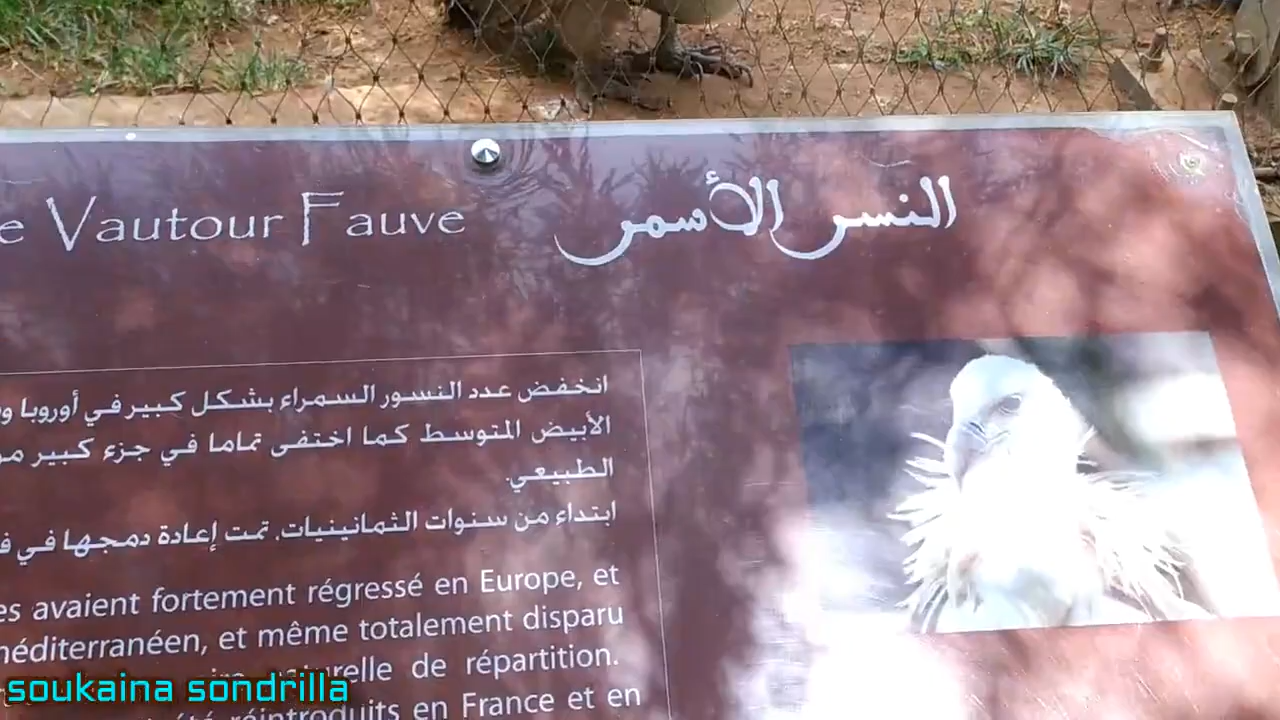 Vautour Fauve
النسر الأسمر
انخفض عدد النسور السمراء بشكل كبير في أوروبا
الأبيض المتوسط كما اختفى تماما في جزء كبير
الطبيعي.
ابتداء من سنوات الثمانينيات. تمت إعادة دمجها في
avaient fortement régressé en Europe, et
et même totalement disparu
de répartition.
réintroduits en France et en
soukaina sondrilla